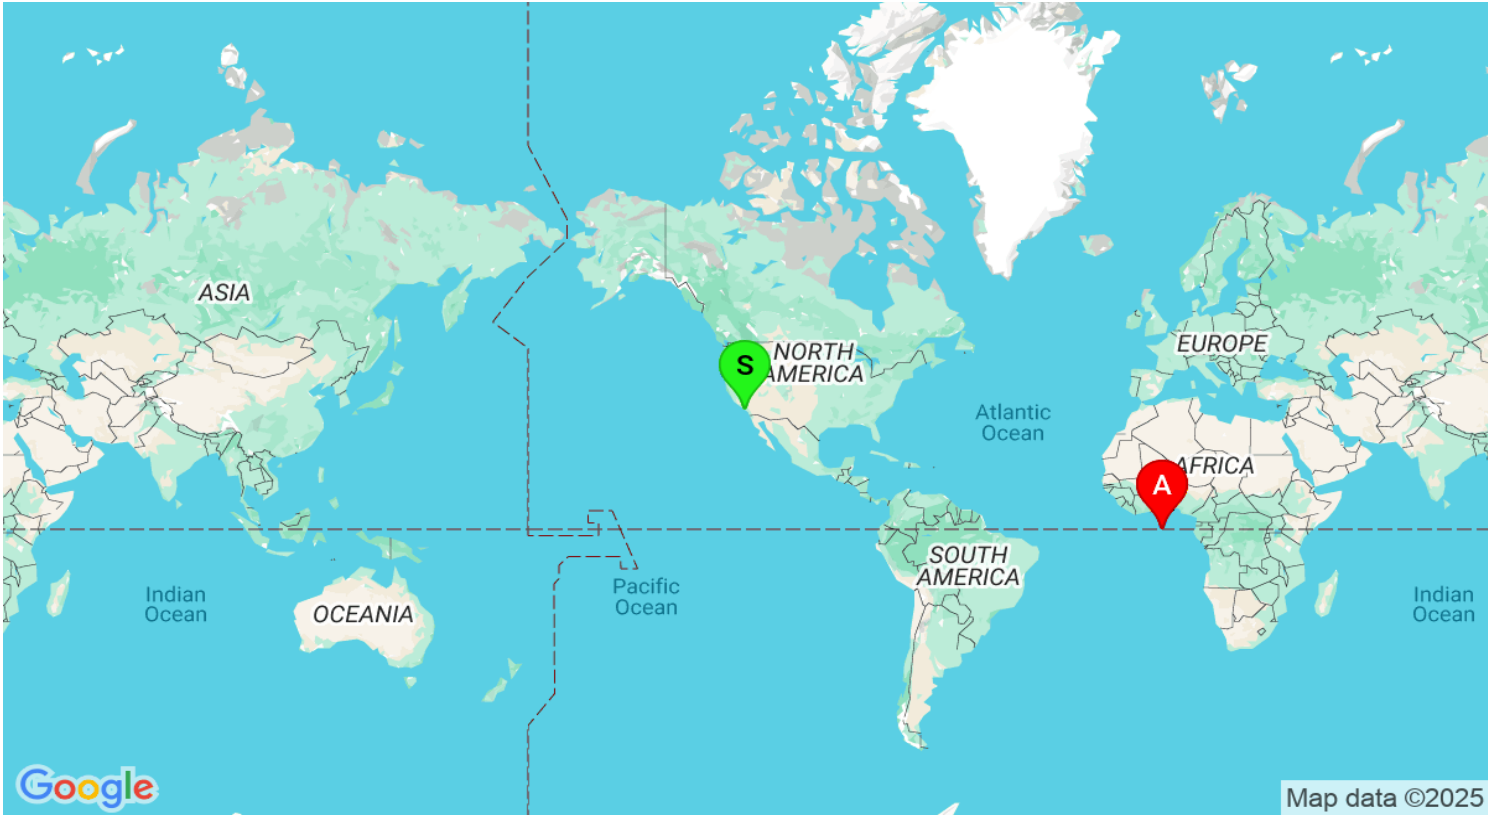 ASIA
NORTH
AMERICA
S
EUROPE
Atlantic
Ocean
AFRICA
A
SOUTH
AMERICA
Indian
Ocean
OCEANIA
Pacific
Ocean
Indian
Ocean
Google
Map data ©2025